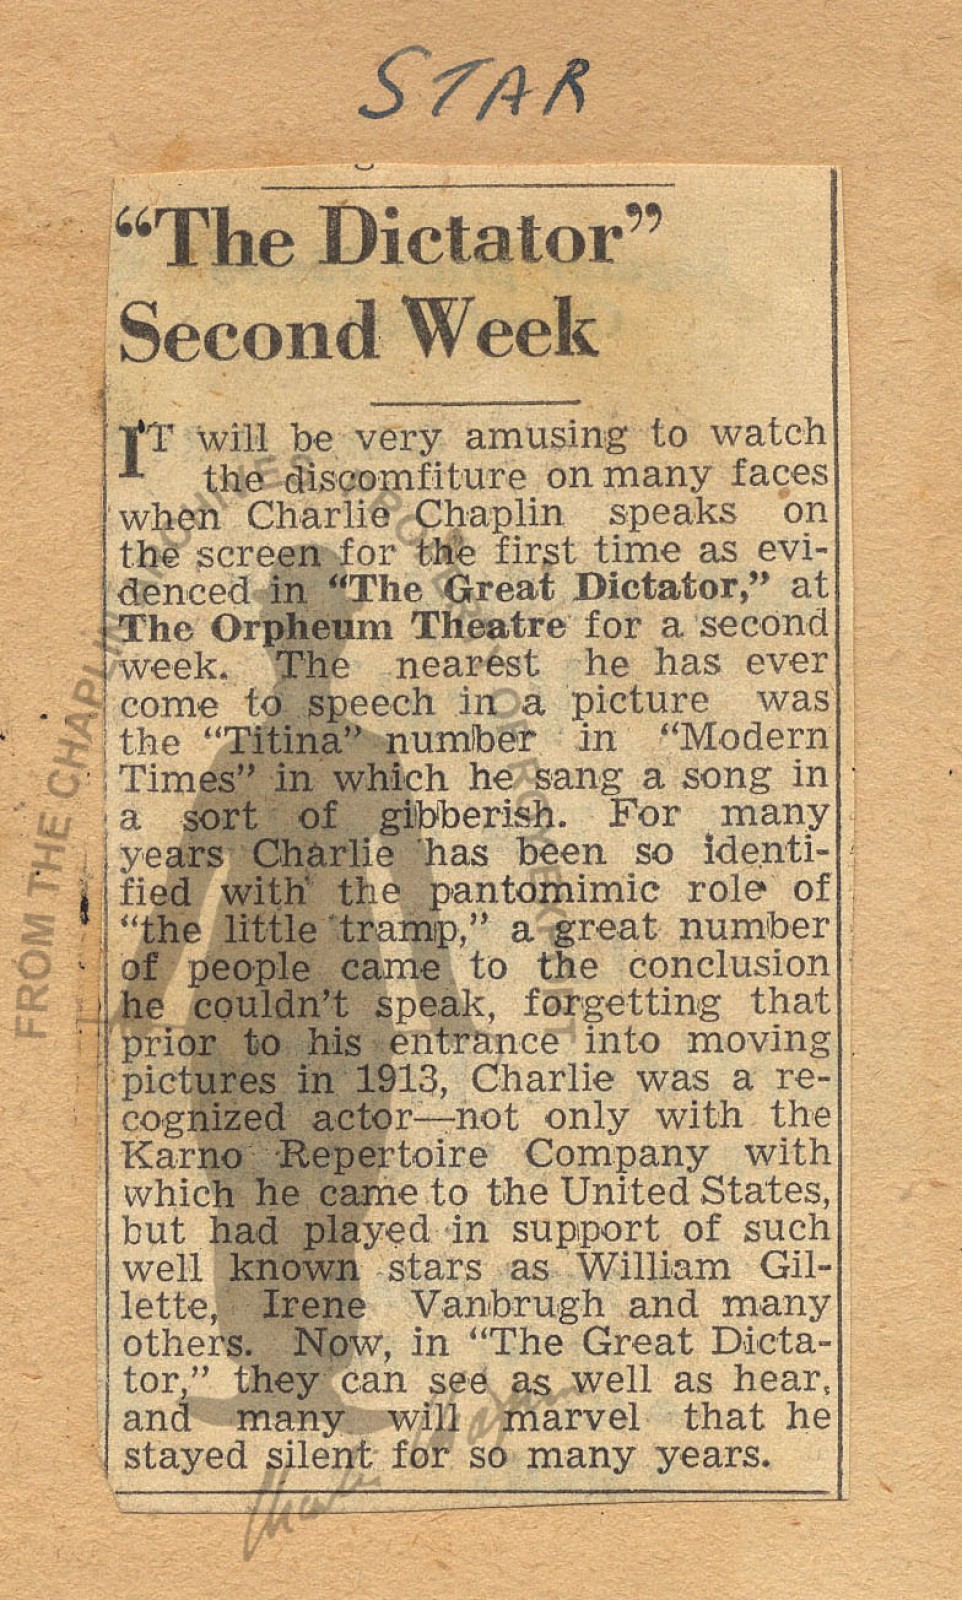 STAR
“The Dictator”
Second Week
IT will be very amusing to watch
the discomfiture on many faces
when Charlie Chaplin speaks on
the screen for the first time as evi-
denced in “The Great Dictator,” at
The Orpheum Theatre for a second
week. The nearest he has ever
come to speech in a picture was
the “Titina” number in “Modern
Times” in which he sang a song in
a sort of gibberish. For many
years Charlie has been so identi-
fied with the pantomimic role of
“the little tramp,” a great number
of people came to the conclusion
he couldn’t speak, forgetting that
prior to his entrance into moving
pictures in 1913, Charlie was a re-
cognized actor—not only with the
Karno Repertoire Company with
which he came to the United States,
but had played in support of such
well known stars as William Gil-
lette, Irene Vanbrugh and many
others. Now, in “The Great Dicta-
tor,” they can see as well as hear,
and many will marvel that he
stayed silent for so many years.
FROM THE CHAPLIN ARCHIVES